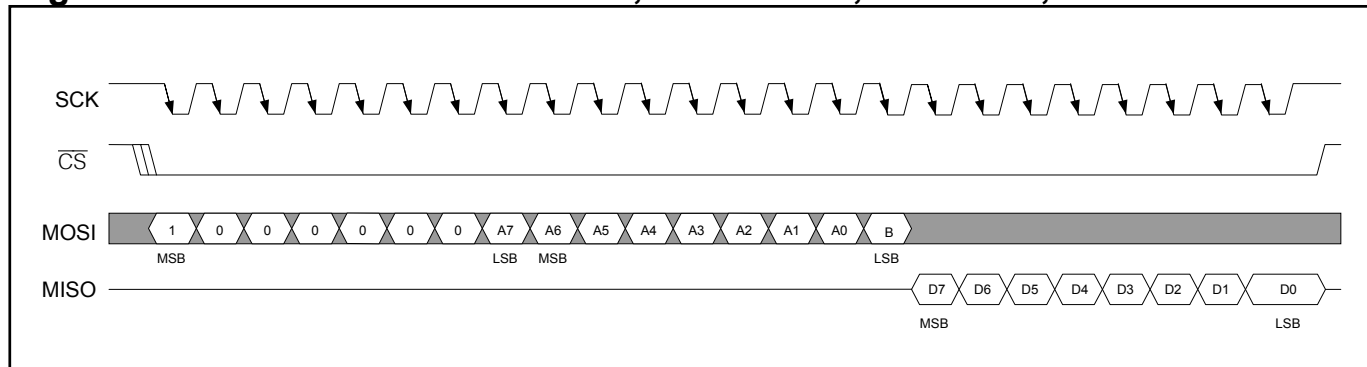 SCK
CS
MOSI 1 0 0 0 0 0 0 A7 A6 A5 A4 A3 A2 A1 A0 B
MSB LSB MSB LSB
MISO D7 D6 D5 D4 D3 D2 D1 D0
MSB LSB